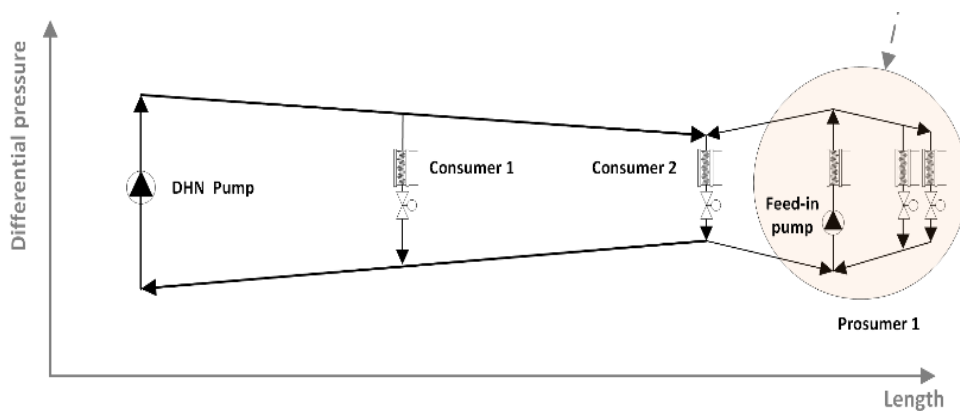 Differential pressure
DHN Pump
Consumer 1
Consumer 2
Feed-in
pump
Prosumer 1
Length